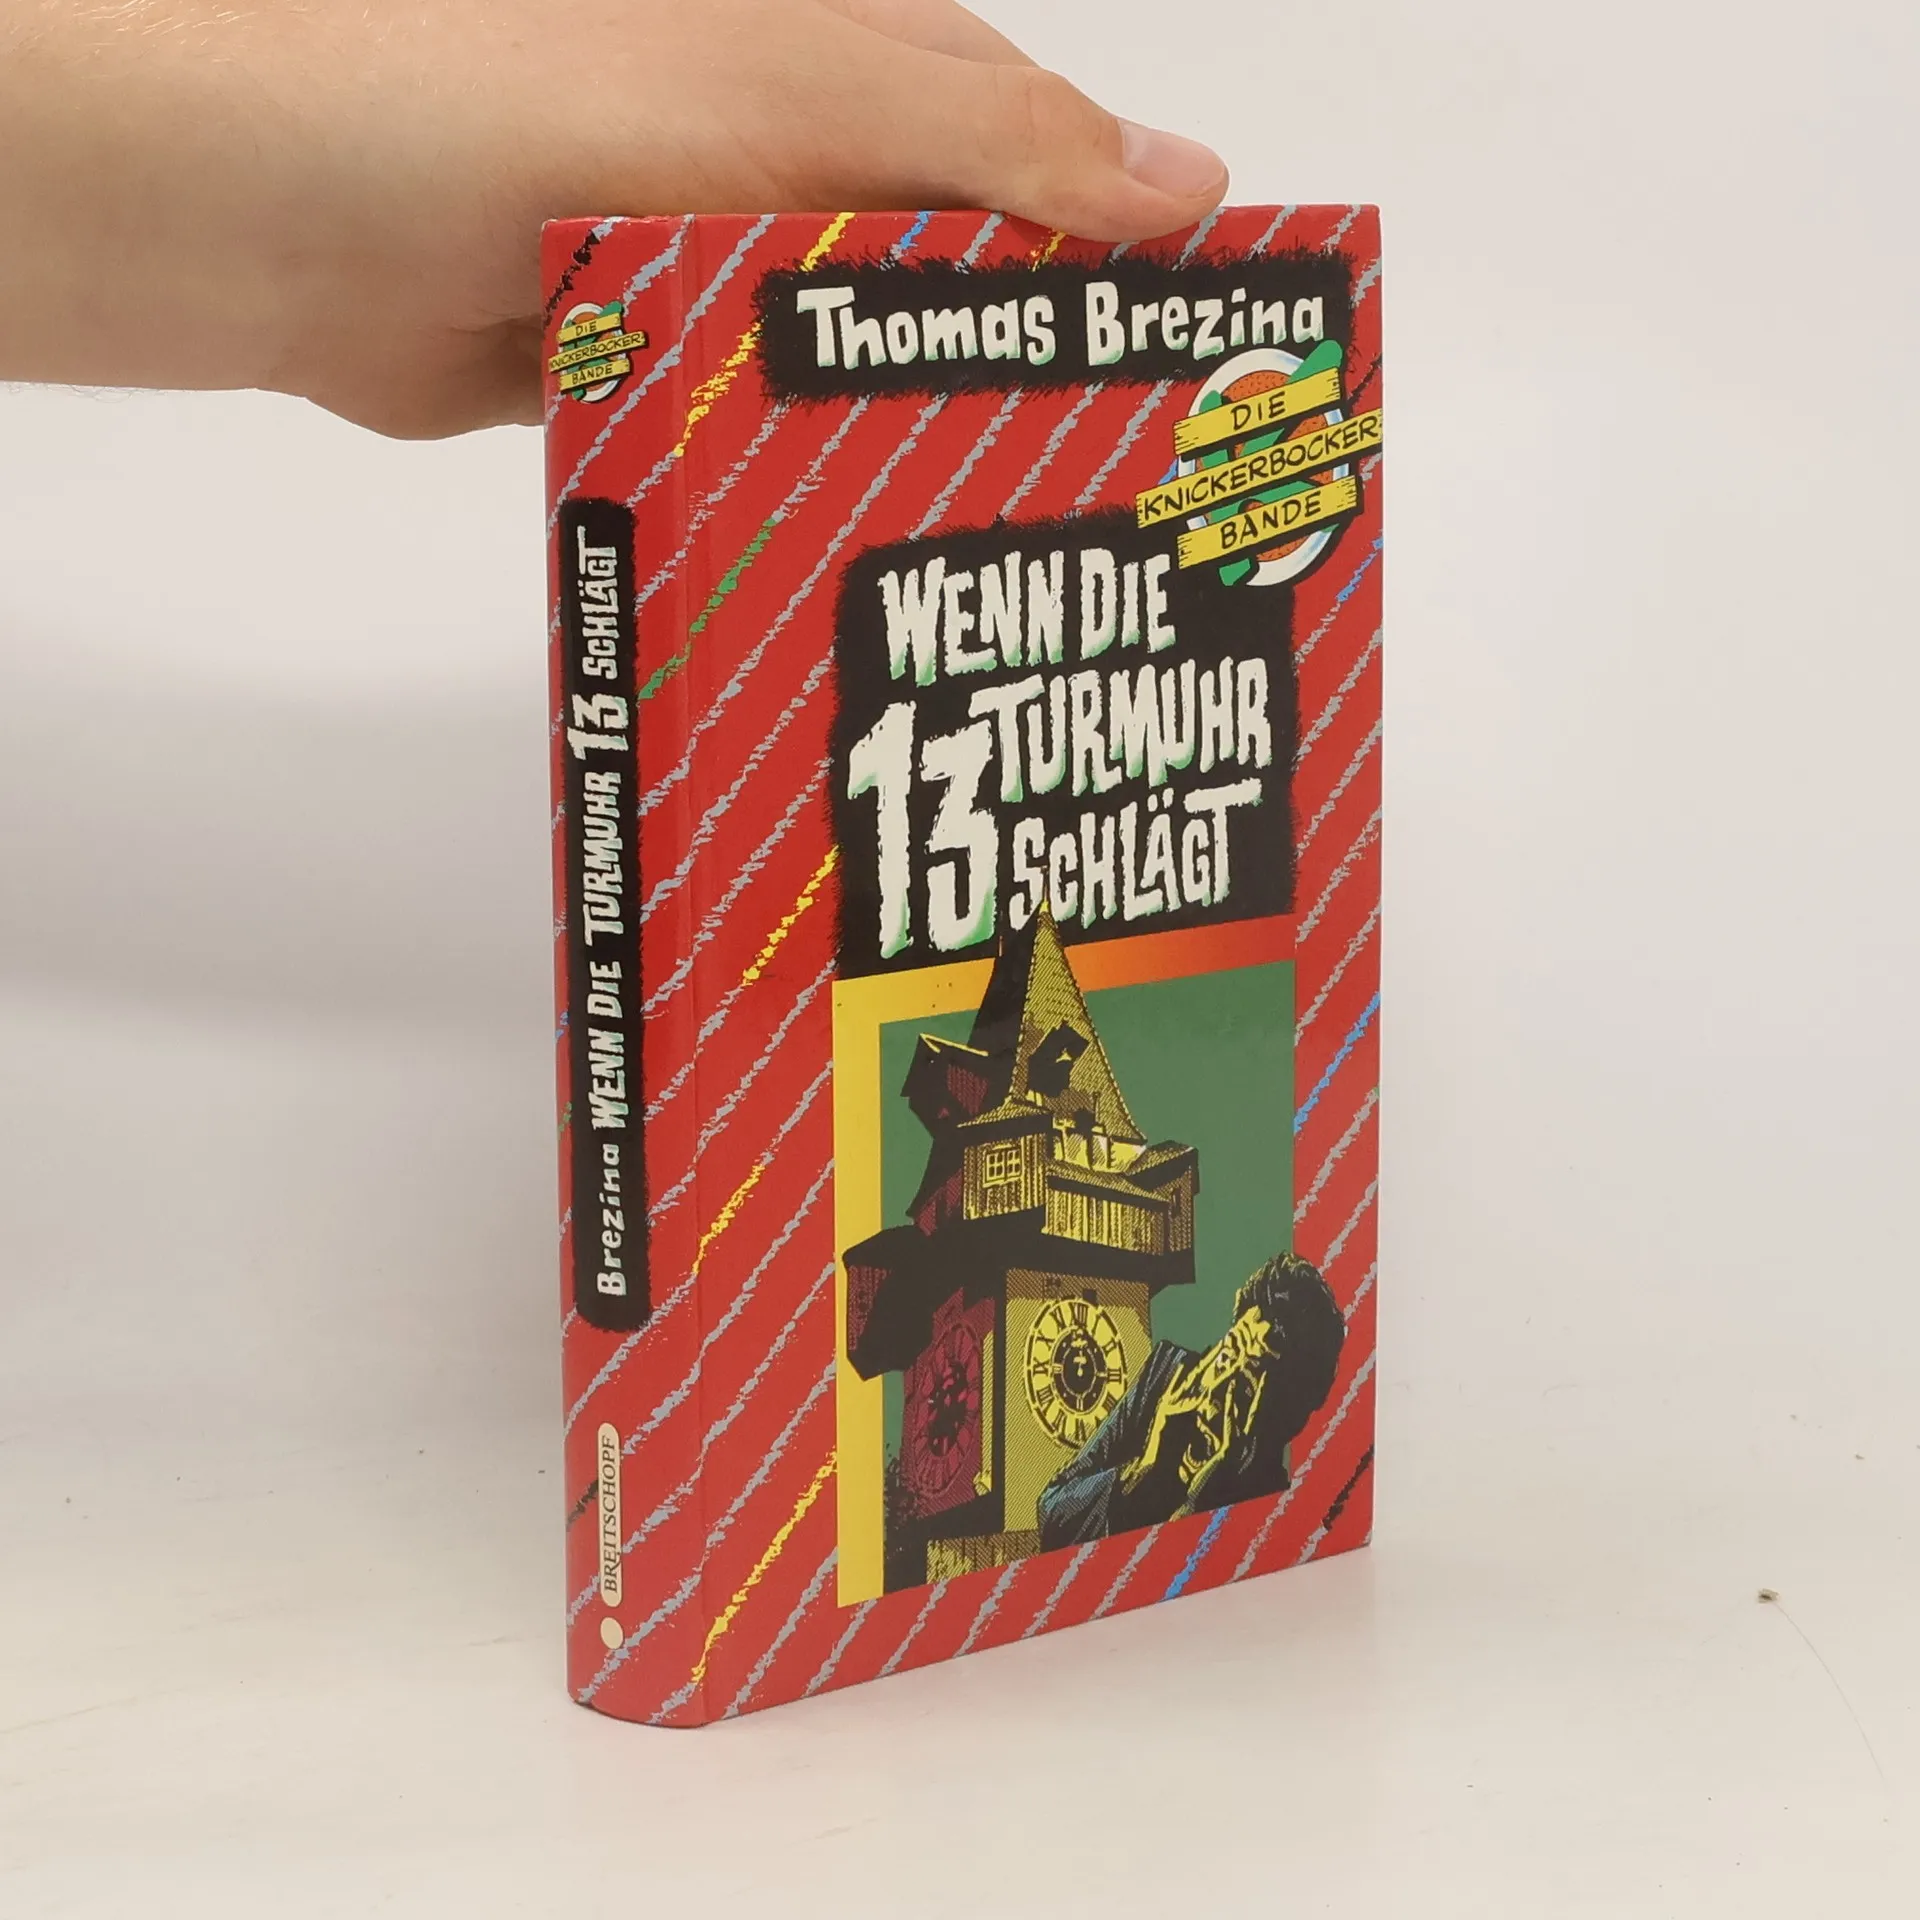 Thomas Brezina
DIE
KNICKERBOCKER-
BANDE
WENN DIE
TURMUHR
13 SCHLÄGT
DIE
KNICKERBOCKER-
BANDE
Brezina WENN DIE TURMUHR 13 SCHLÄGT
BREITSCHOPF